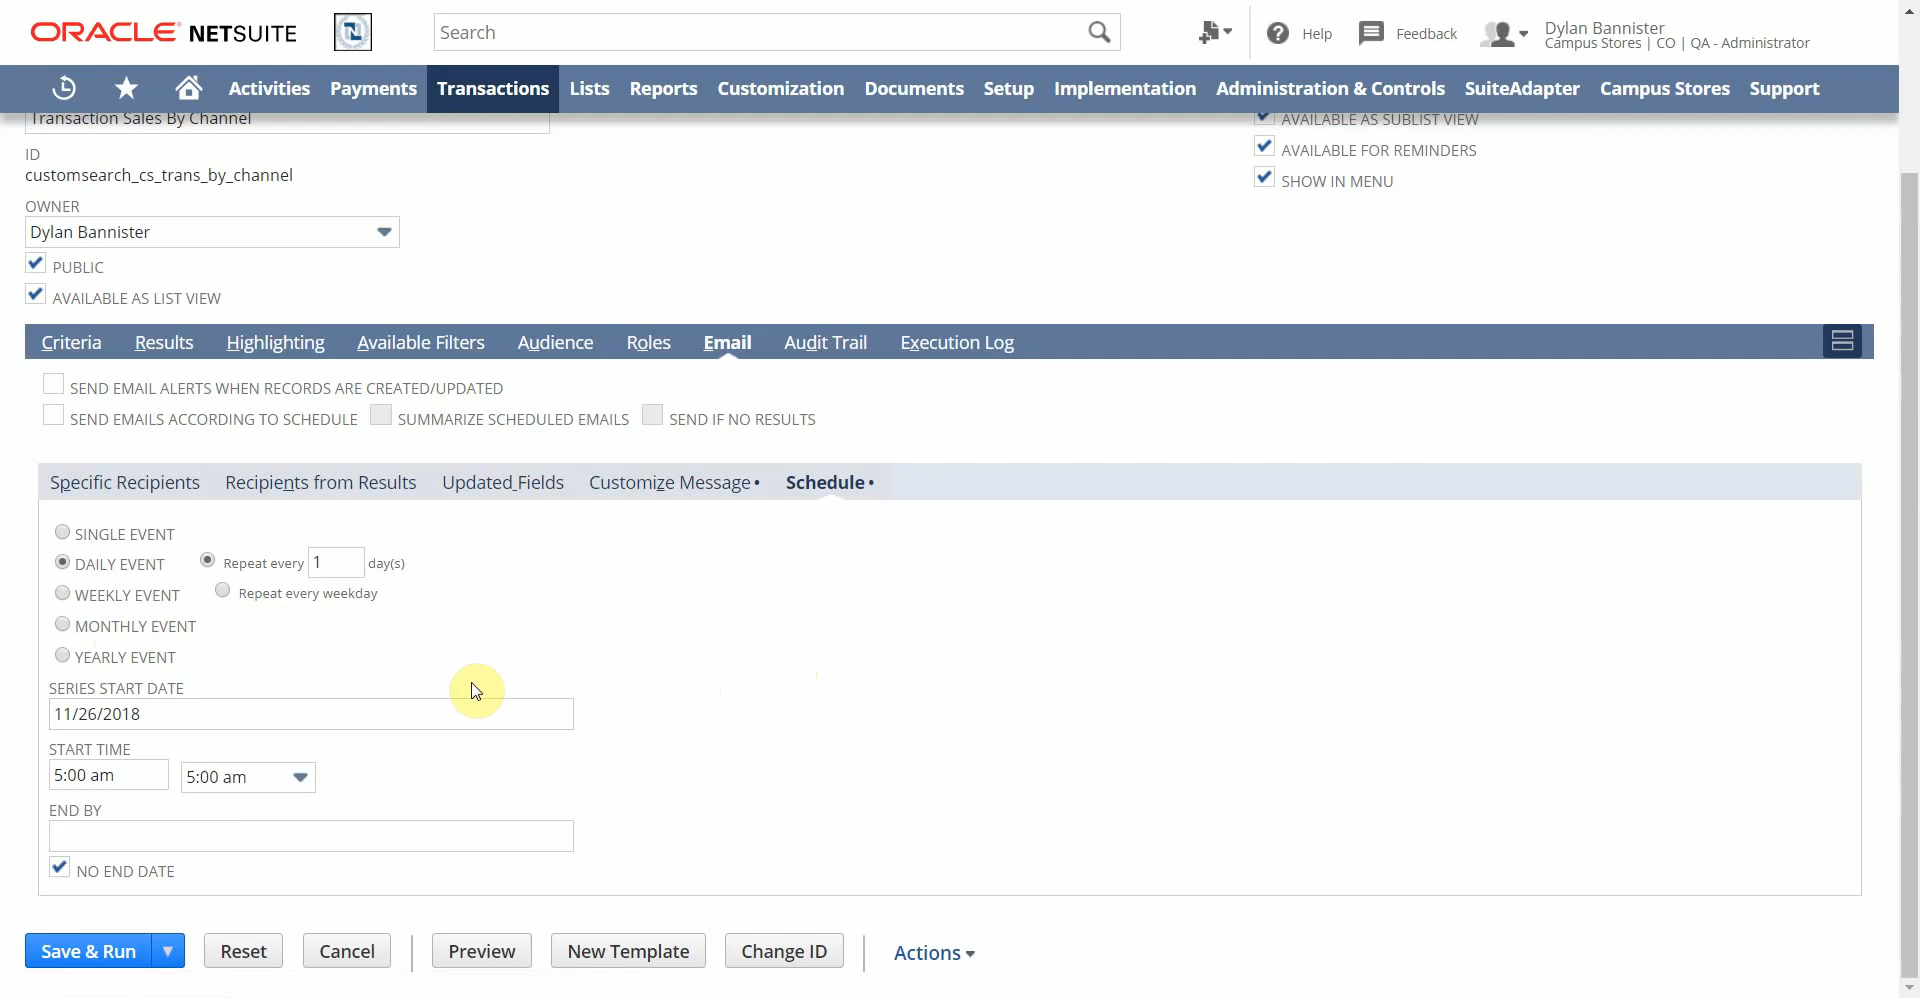 ORACLE NETSUITE
N
Search
Help
Feedback
Dylan Bannister
Campus Stores | CO | QA - Administrator
Activities Payments Transactions Lists Reports Customization Documents Setup Implementation Administration & Controls SuiteAdapter Campus Stores Support
Transaction Sales By Channel
AVAILABLE AS SUBLIST VIEW
AVAILABLE FOR REMINDERS
SHOW IN MENU
ID
customsearch_cs_trans_by_channel
OWNER
Dylan Bannister
PUBLIC
AVAILABLE AS LIST VIEW
Criteria Results Highlighting Available Filters Audience Roles Email Audit Trail Execution Log
SEND EMAIL ALERTS WHEN RECORDS ARE CREATED/UPDATED
SEND EMAILS ACCORDING TO SCHEDULE SUMMARIZE SCHEDULED EMAILS SEND IF NO RESULTS
Specific Recipients Recipients from Results Updated Fields Customize Message • Schedule •
SINGLE EVENT
DAILY EVENT Repeat every 1 day(s)
WEEKLY EVENT Repeat every weekday
MONTHLY EVENT
YEARLY EVENT
SERIES START DATE
11/26/2018
START TIME
5:00 am 5:00 am
END BY
NO END DATE
Save & Run Reset Cancel Preview New Template Change ID Actions